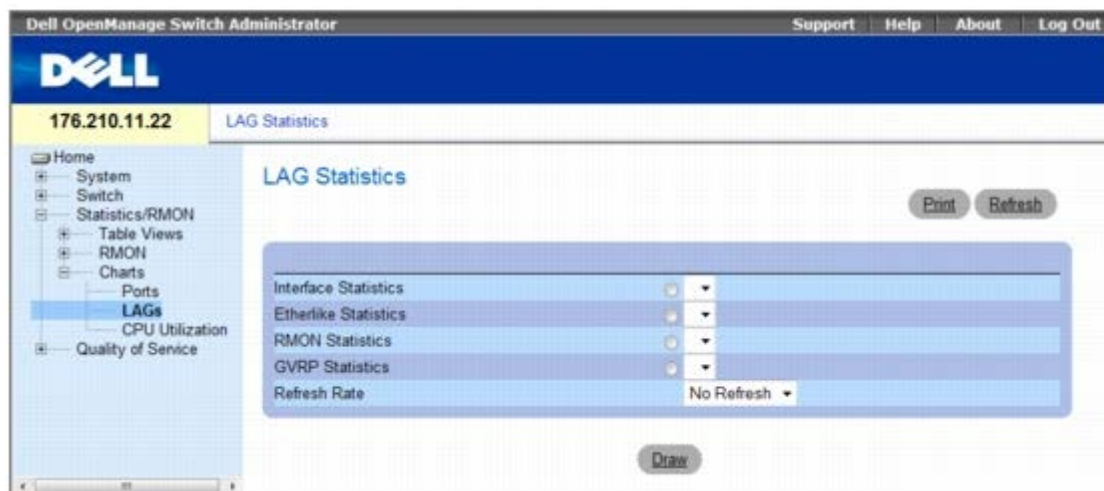 Dell OpenManage Switch Administrator
Support Help About Log Out
DELL
176.210.11.22
LAG Statistics
Home
System
Switch
Statistics/RMON
Table Views
RMON
Charts
Ports
LAGs
CPU Utilization
Quality of Service
LAG Statistics
Print Refresh
Interface Statistics
Etherlike Statistics
RMON Statistics
GVRP Statistics
Refresh Rate No Refresh
Draw